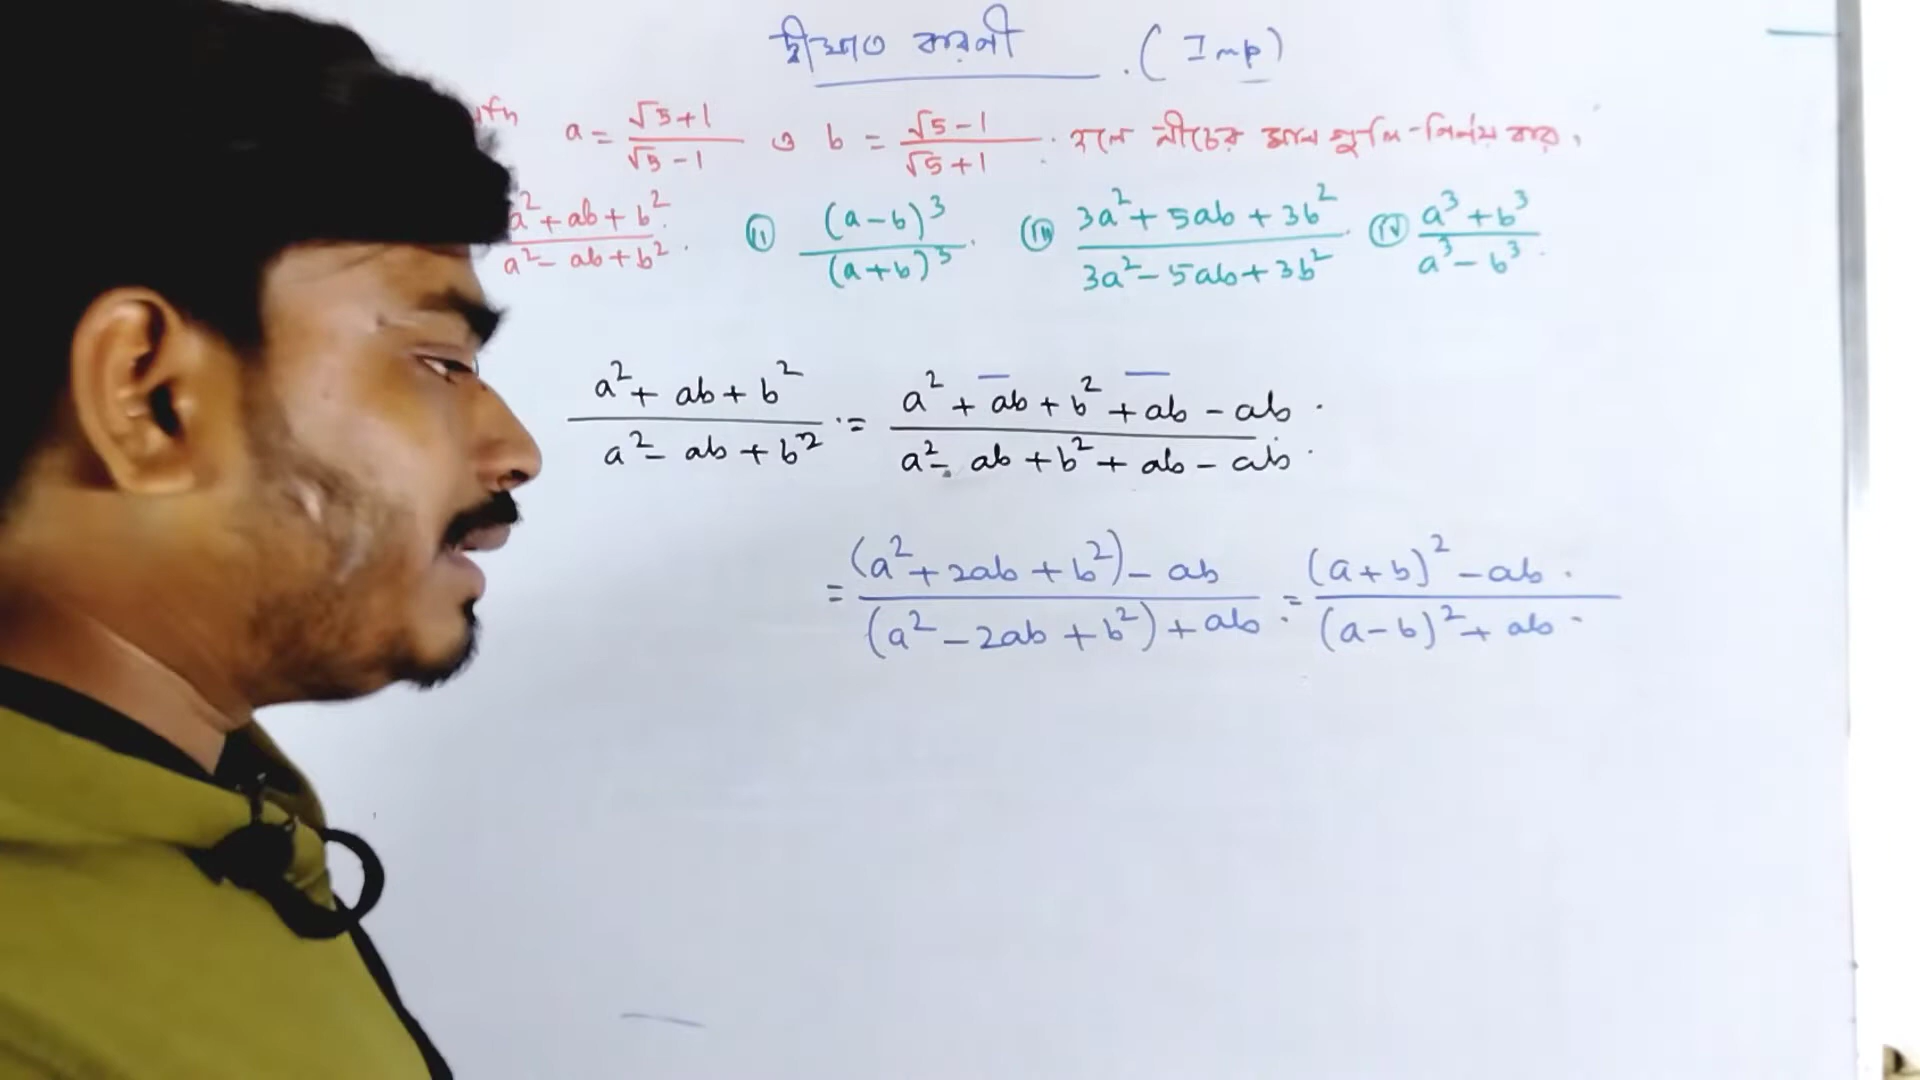 দ্বীঘাত করণী . (Imp)
a = (√5+1)/(√5-1) ও b = (√5-1)/(√5+1) . হলে নীচের মান গুলি-নির্ণয় কর,
(a²+ab+b²)/(a²-ab+b²) . (ii) (a-b)³/(a+b)³ . (iii) (3a²+5ab+3b²)/(3a²-5ab+3b²) . (iv) (a³+b³)/(a³-b³) .
(a²+ab+b²)/(a²-ab+b²) = (a²+ab+b²+ab-ab)/(a²-ab+b²+ab-ab) .
= ((a²+2ab+b²)-ab)/((a²-2ab+b²)+ab) = ((a+b)²-ab)/((a-b)²+ab)